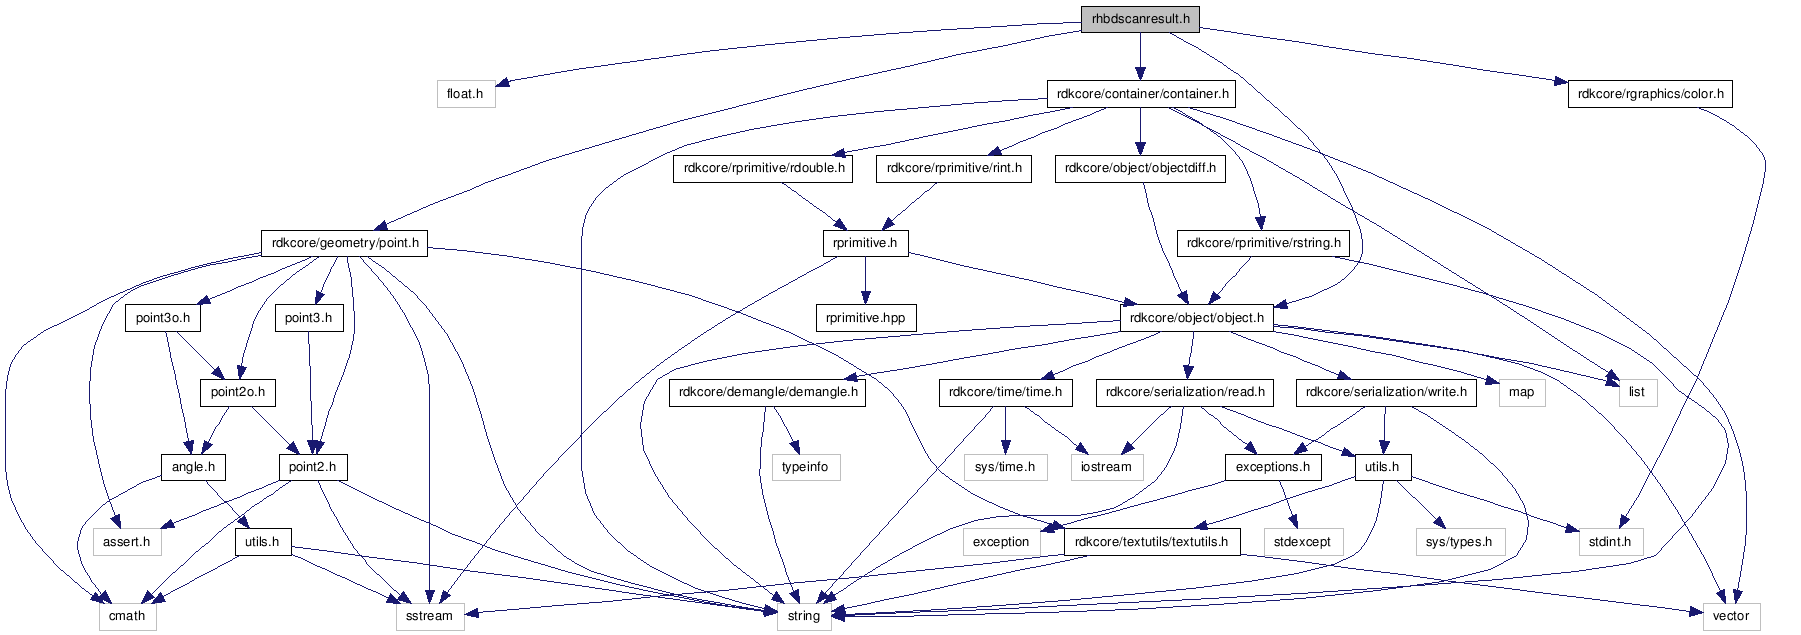 rhbdscanresult.h
float.h
rdkcore/container/container.h
rdkcore/rgraphics/color.h
rdkcore/rprimitive/rdouble.h
rdkcore/rprimitive/rint.h
rdkcore/object/objectdiff.h
rdkcore/geometry/point.h
rprimitive.h
rdkcore/rprimitive/rstring.h
point3o.h
point3.h
rprimitive.hpp
rdkcore/object/object.h
point2o.h
rdkcore/demangle/demangle.h
rdkcore/time/time.h
rdkcore/serialization/read.h
rdkcore/serialization/write.h
map
list
angle.h
point2.h
typeinfo
sys/time.h
iostream
exceptions.h
utils.h
assert.h
utils.h
exception
rdkcore/textutils/textutils.h
stdexcept
sys/types.h
stdint.h
cmath
sstream
string
vector